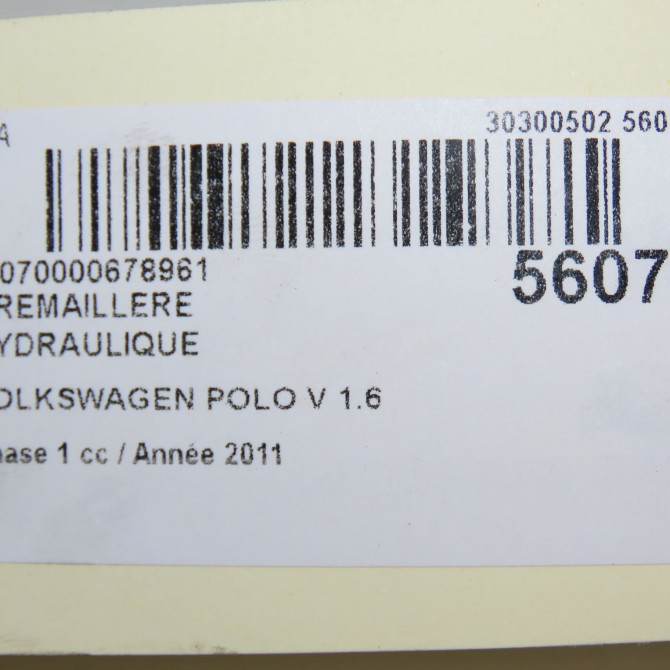 A
30300502 560
070000678961
5607
REMAILLERE
YDRAULIQUE
OLKSWAGEN POLO V 1.6
hase 1 cc / Année 2011